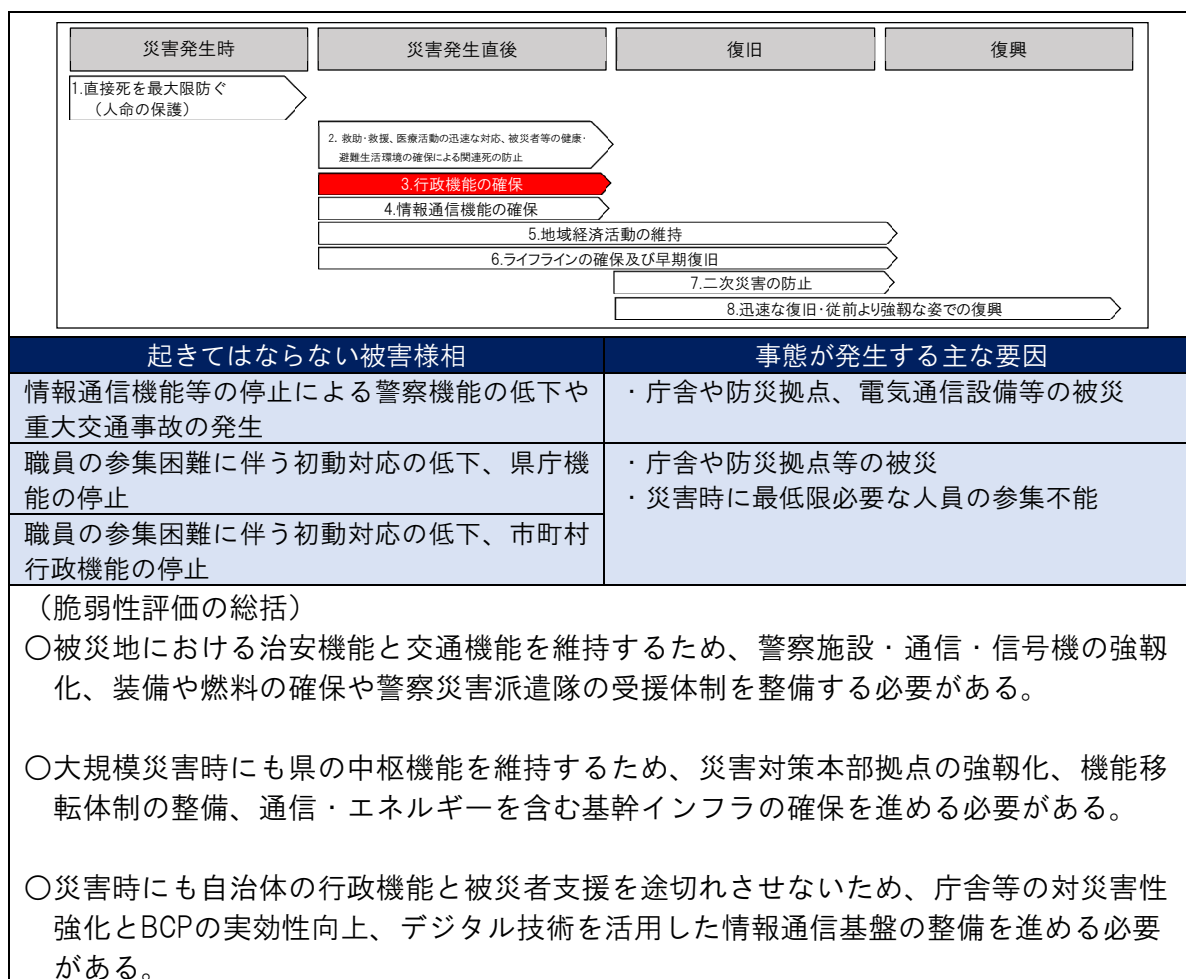 災害発生時
災害発生直後
復旧
復興
1.直接死を最大限防ぐ
（人命の保護）
2. 救助・救援、医療活動の迅速な対応、被災者等の健康・
避難生活環境の確保による関連死の防止
3.行政機能の確保
4.情報通信機能の確保
5.地域経済活動の維持
6.ライフラインの確保及び早期復旧
7.二次災害の防止
8.迅速な復旧・従前より強靱な姿での復興
起きてはならない被害様相
事態が発生する主な要因
情報通信機能等の停止による警察機能の低下や
重大交通事故の発生
・庁舎や防災拠点、電気通信設備等の被災
職員の参集困難に伴う初動対応の低下、県庁機
能の停止
・庁舎や防災拠点等の被災
・災害時に最低限必要な人員の参集不能
職員の参集困難に伴う初動対応の低下、市町村
行政機能の停止
（脆弱性評価の総括）
〇被災地における治安機能と交通機能を維持するため、警察施設・通信・信号機の強靱
化、装備や燃料の確保や警察災害派遣隊の受援体制を整備する必要がある。
〇大規模災害時にも県の中枢機能を維持するため、災害対策本部拠点の強靱化、機能移
転体制の整備、通信・エネルギーを含む基幹インフラの確保を進める必要がある。
〇災害時にも自治体の行政機能と被災者支援を途切れさせないため、庁舎等の対災害性
強化とBCPの実効性向上、デジタル技術を活用した情報通信基盤の整備を進める必要
がある。